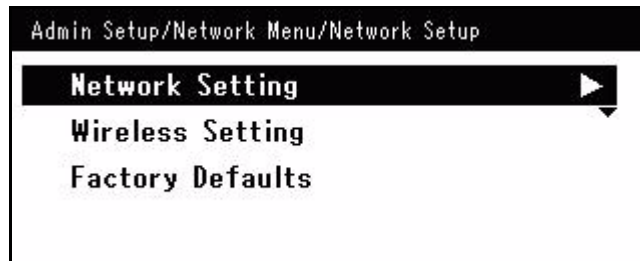 Admin Setup/Network Menu/Network Setup
Network Setting
Wireless Setting
Factory Defaults